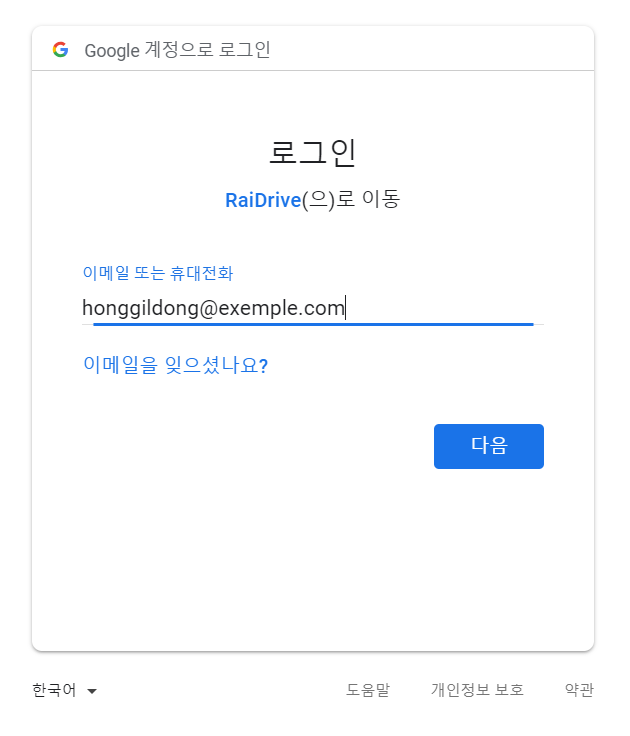 Google 계정으로 로그인
로그인
RaiDrive(으)로 이동
이메일 또는 휴대전화
honggildong@exemple.com
이메일을 잊으셨나요?
다음
한국어 도움말 개인정보 보호 약관